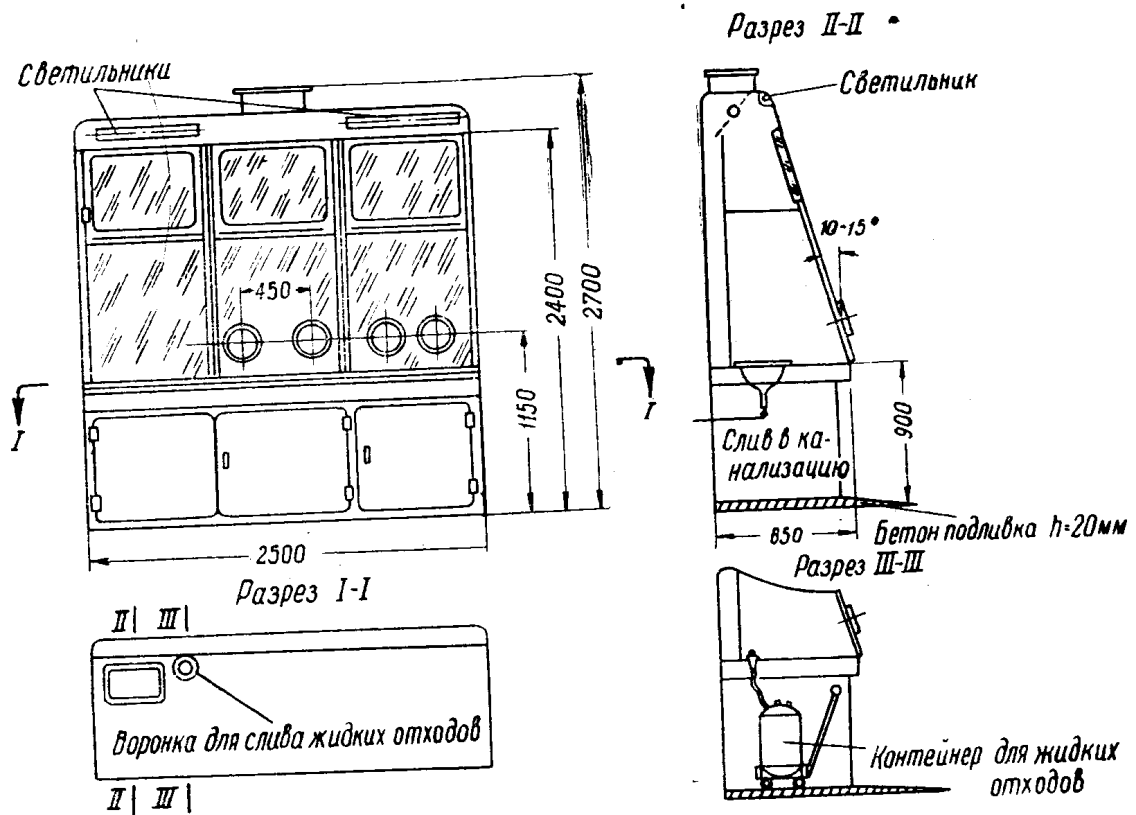 Разрез II-II
Светильники
Светильник
10-15°
450
2400
2700
1150
I
I
900
Слив в ка-
нализацию
2500
850
Бетон подливка h=20мм
Разрез I-I
Разрез III-III
II III
Воронка для слива жидких отходов
Контейнер для жидких
отходов
II III